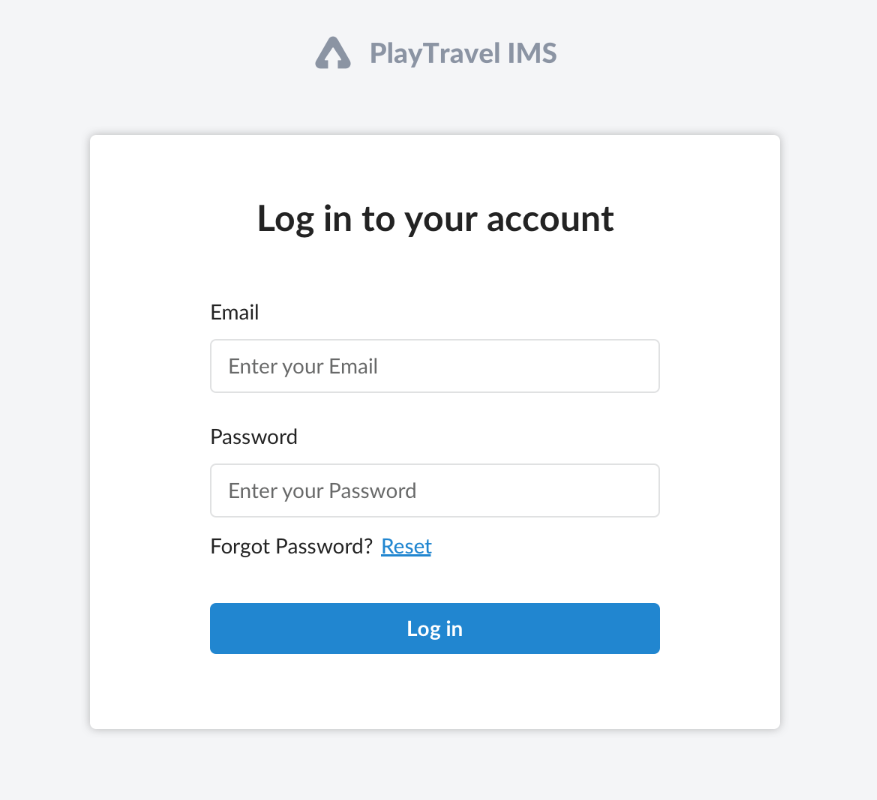 PlayTravel IMS
Log in to your account
Email
Enter your Email
Password
Enter your Password
Forgot Password? Reset
Log in